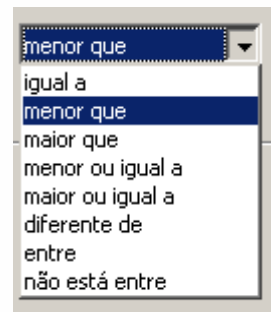 menor que
igual a
menor que
maior que
menor ou igual a
maior ou igual a
diferente de
entre
não está entre